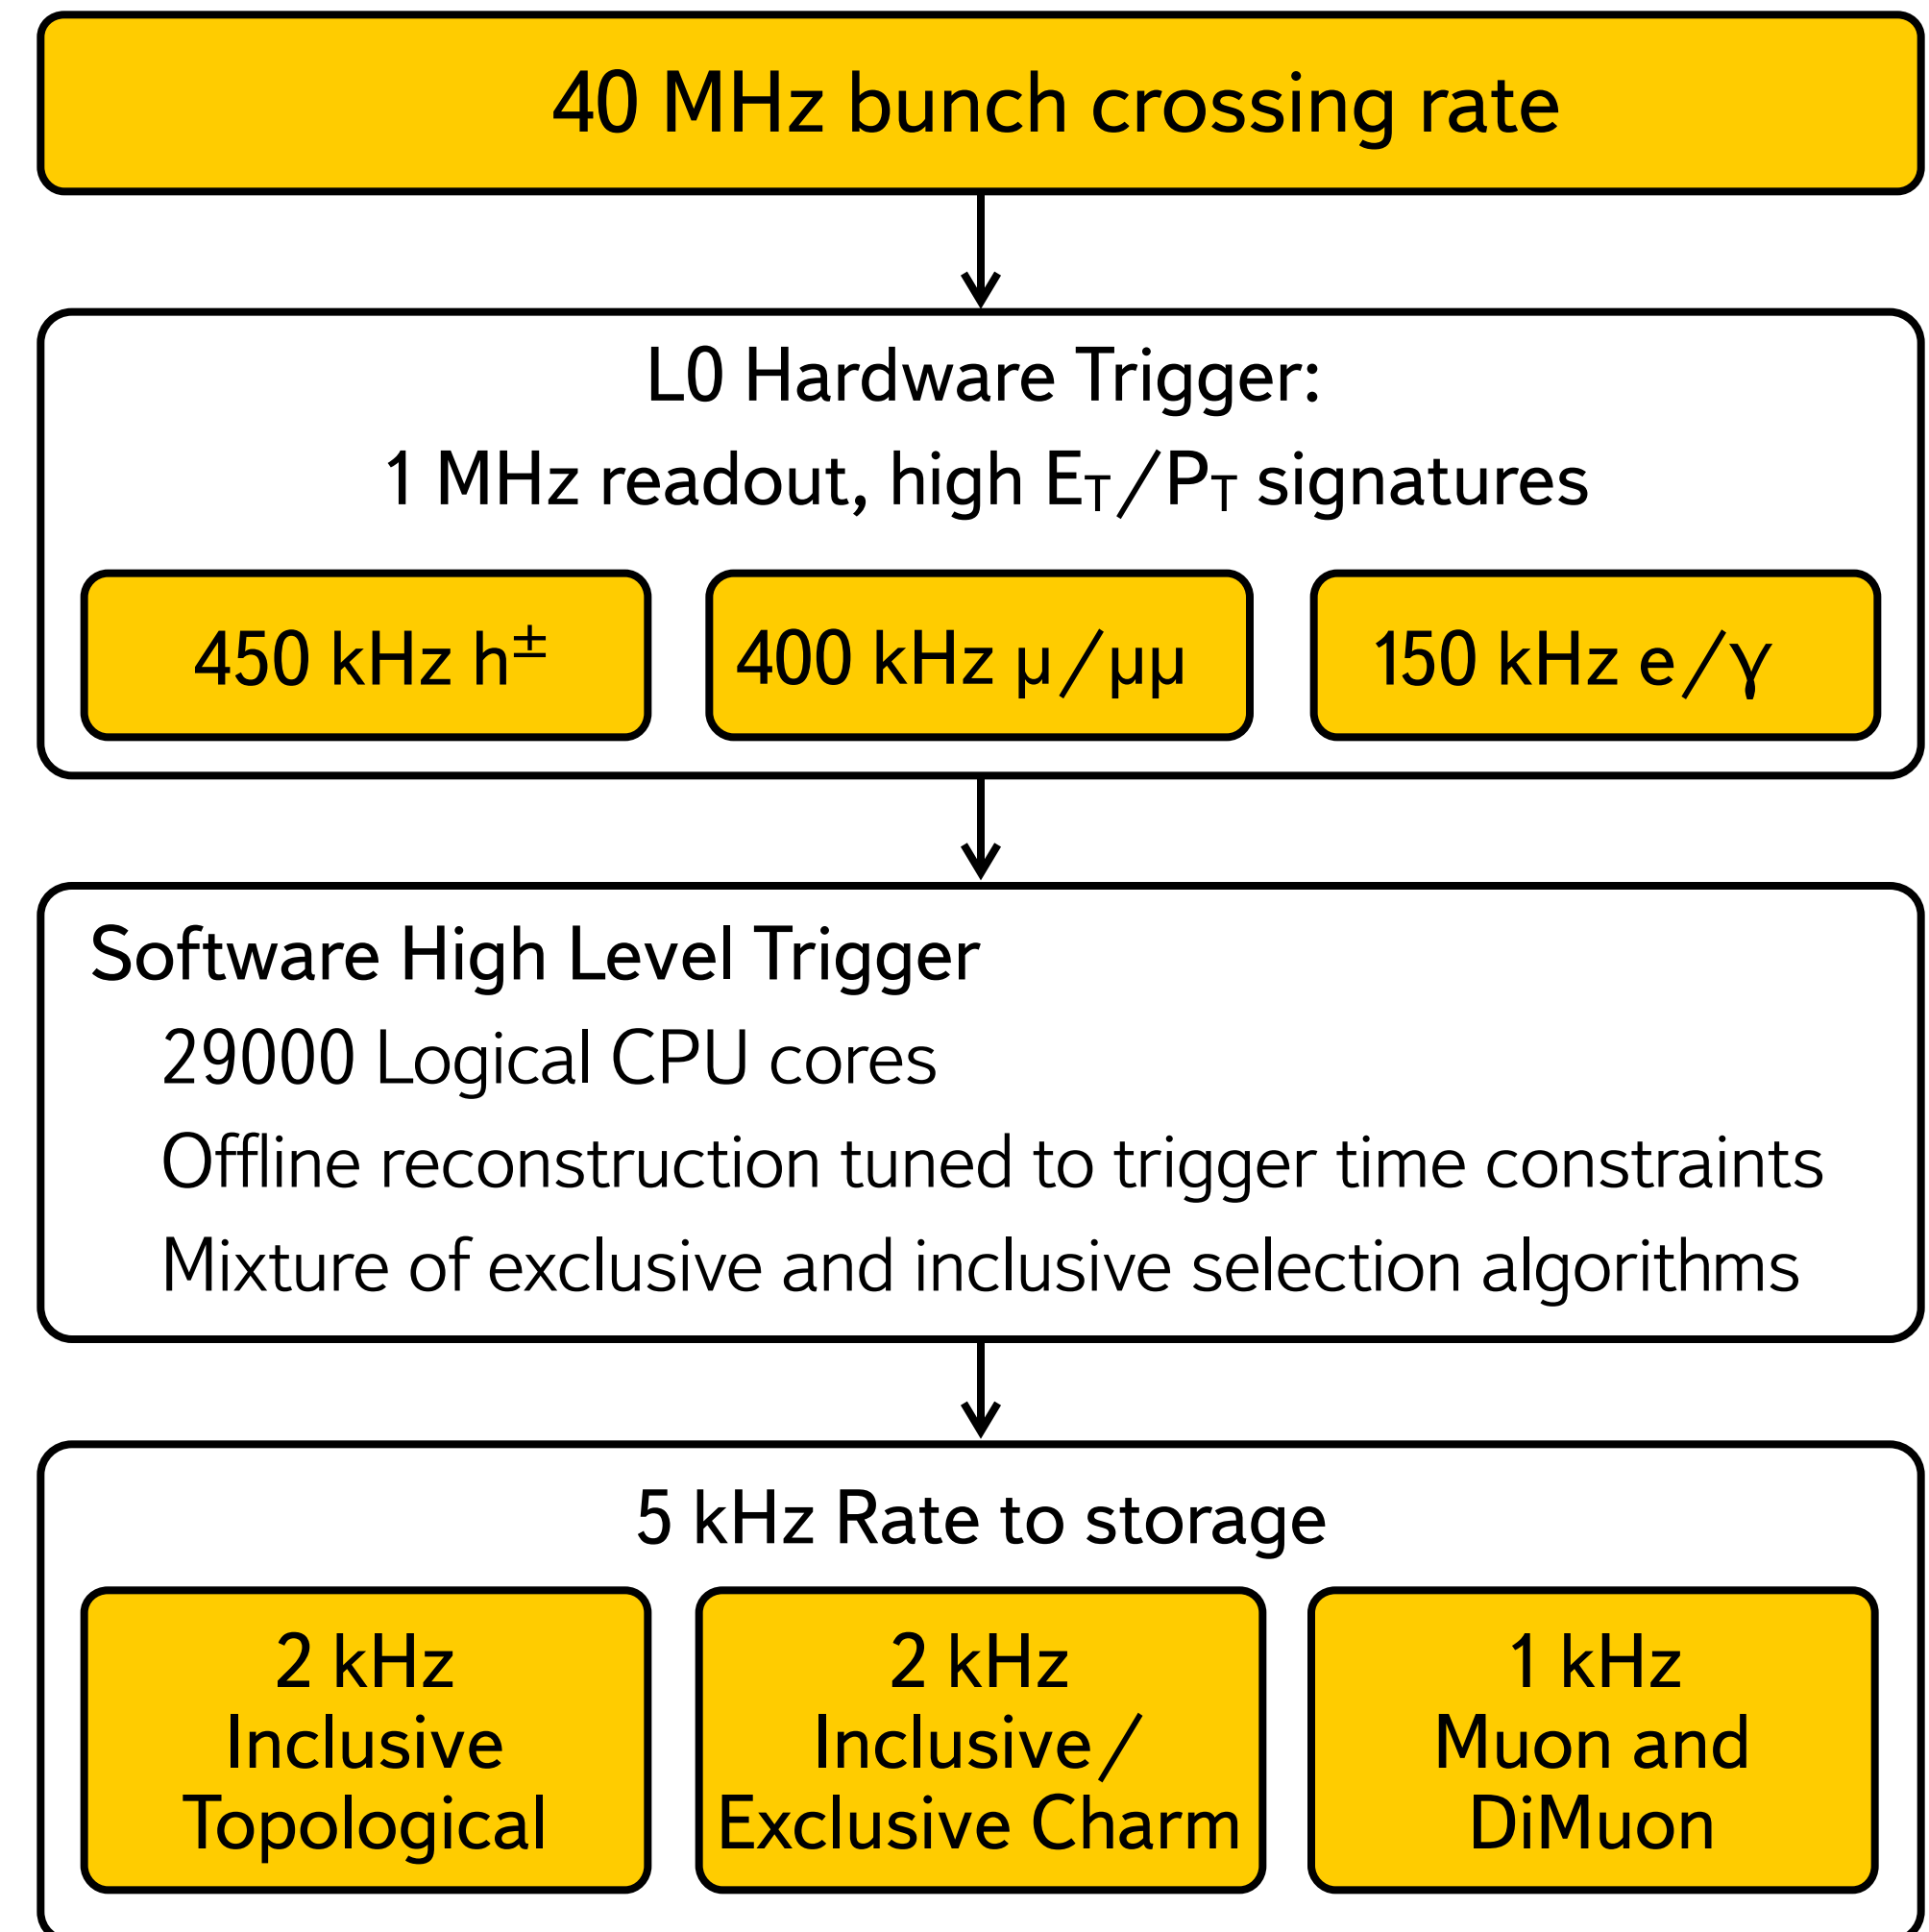 40 MHz bunch crossing rate
L0 Hardware Trigger:
1 MHz readout, high E_T/P_T signatures
450 kHz h±
400 kHz µ/µµ
150 kHz e/γ
Software High Level Trigger
29000 Logical CPU cores
Offline reconstruction tuned to trigger time constraints
Mixture of exclusive and inclusive selection algorithms
5 kHz Rate to storage
2 kHz
Inclusive
Topological
2 kHz
Inclusive/
Exclusive Charm
1 kHz
Muon and
DiMuon